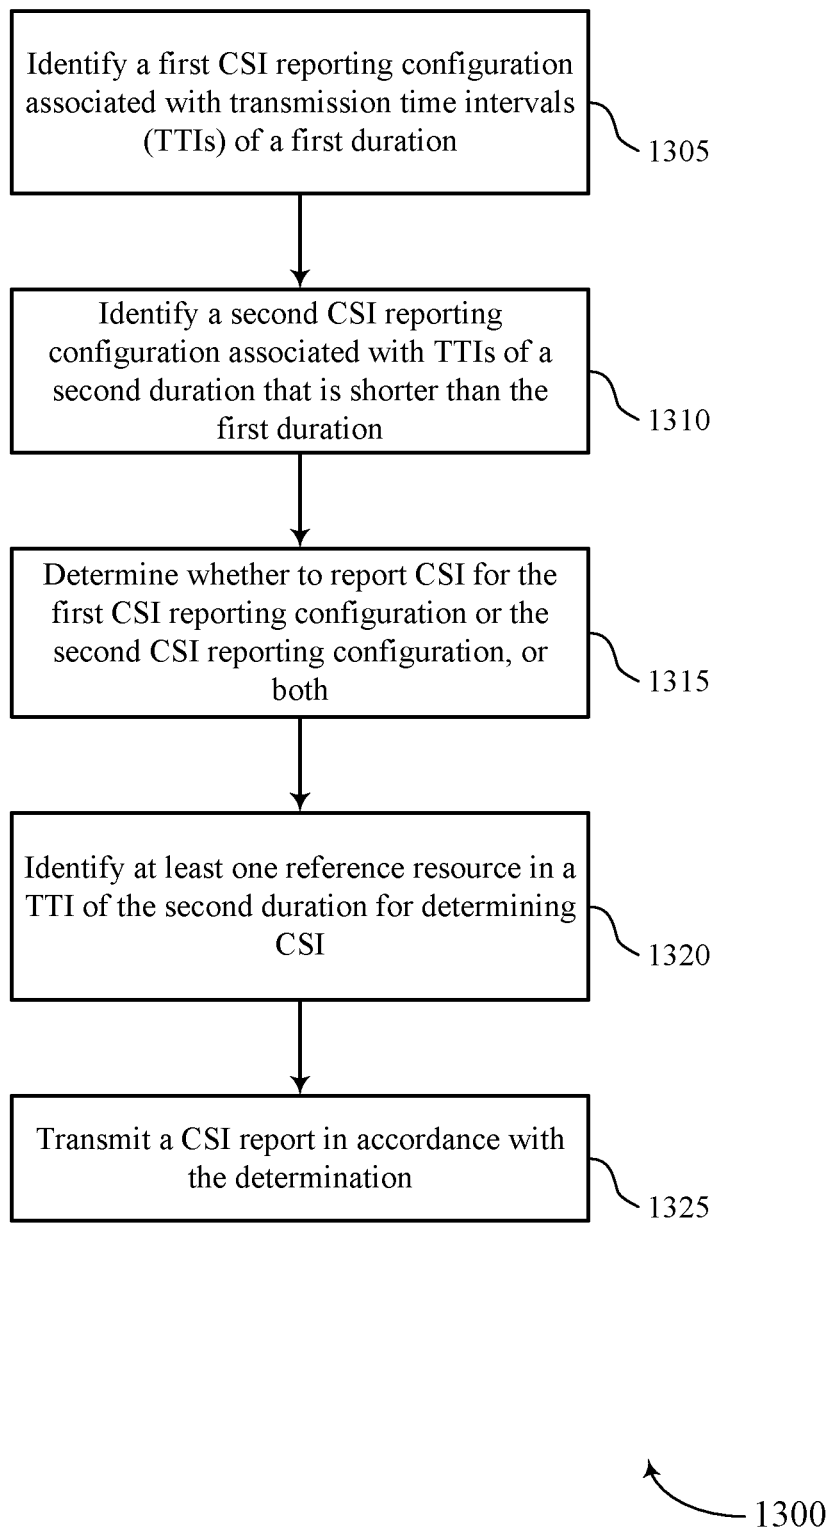 Identify a first CSI reporting configuration
associated with transmission time intervals
(TTIs) of a first duration
1305
Identify a second CSI reporting
configuration associated with TTIs of a
second duration that is shorter than the
first duration
1310
Determine whether to report CSI for the
first CSI reporting configuration or the
second CSI reporting configuration, or
both
1315
Identify at least one reference resource in a
TTI of the second duration for determining
CSI
1320
Transmit a CSI report in accordance with
the determination
1325
1300